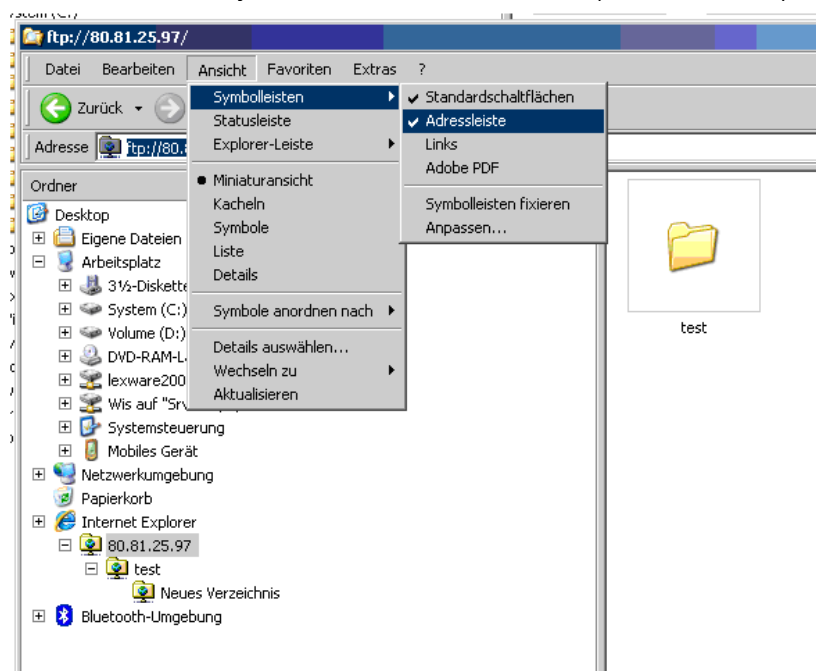 ystem (C:)
ftp://80.81.25.97/
Datei Bearbeiten Ansicht Favoriten Extras ?
Zurück
Adresse ftp://80.
Symbolleisten
Statusleiste
Explorer-Leiste
Miniaturansicht
Kacheln
Symbole
Liste
Details
Symbole anordnen nach
Details auswählen...
Wechseln zu
Aktualisieren
Standardschaltflächen
Adressleiste
Links
Adobe PDF
Symbolleisten fixieren
Anpassen...
Ordner
Desktop
Eigene Dateien
Arbeitsplatz
3½-Diskette
System (C:)
Volume (D:)
DVD-RAM-L
lexware200
Wis auf "Srv
Systemsteuerung
Mobiles Gerät
Netzwerkumgebung
Papierkorb
Internet Explorer
80.81.25.97
test
Neues Verzeichnis
Bluetooth-Umgebung
test